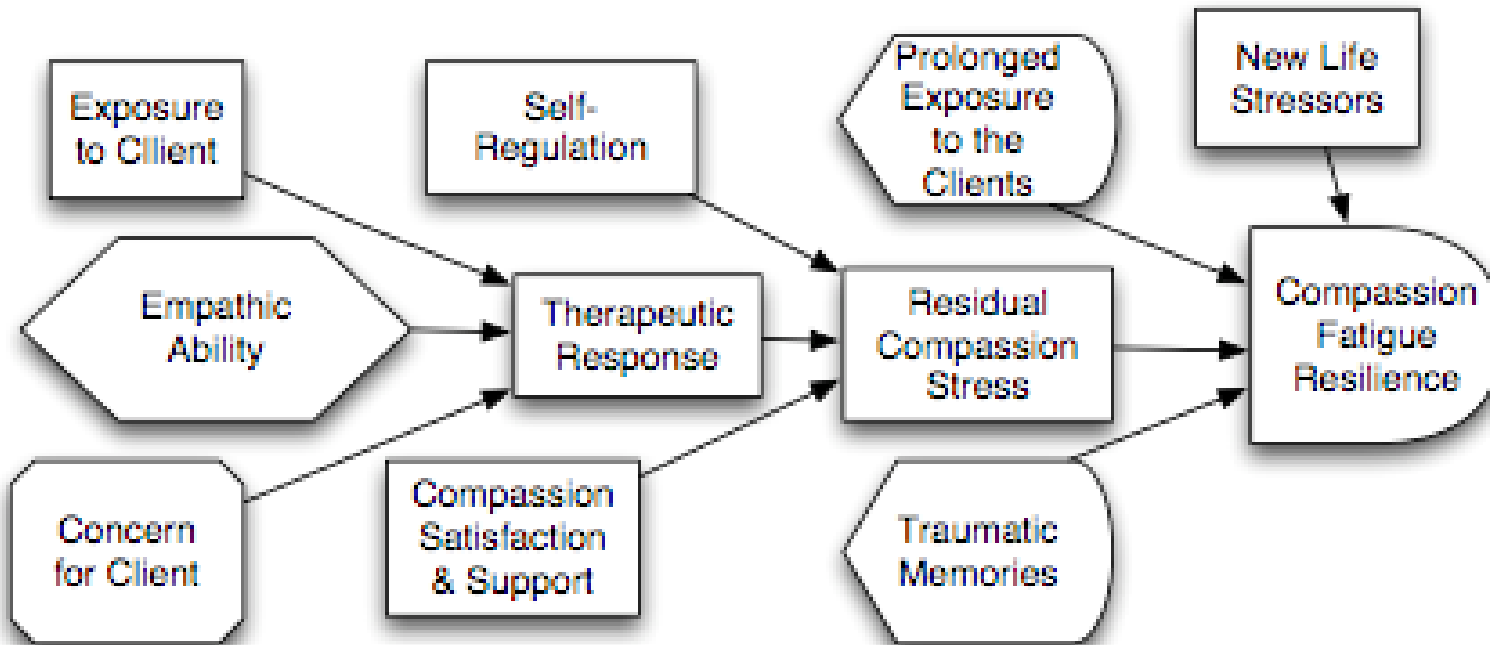 Exposure
to Cllient
Self-
Regulation
Prolonged
Exposure
to the
Clients
New Life
Stressors
Empathic
Ability
Therapeutic
Response
Residual
Compassion
Stress
Compassion
Fatigue
Resilience
Concern
for Client
Compassion
Satisfaction
& Support
Traumatic
Memories